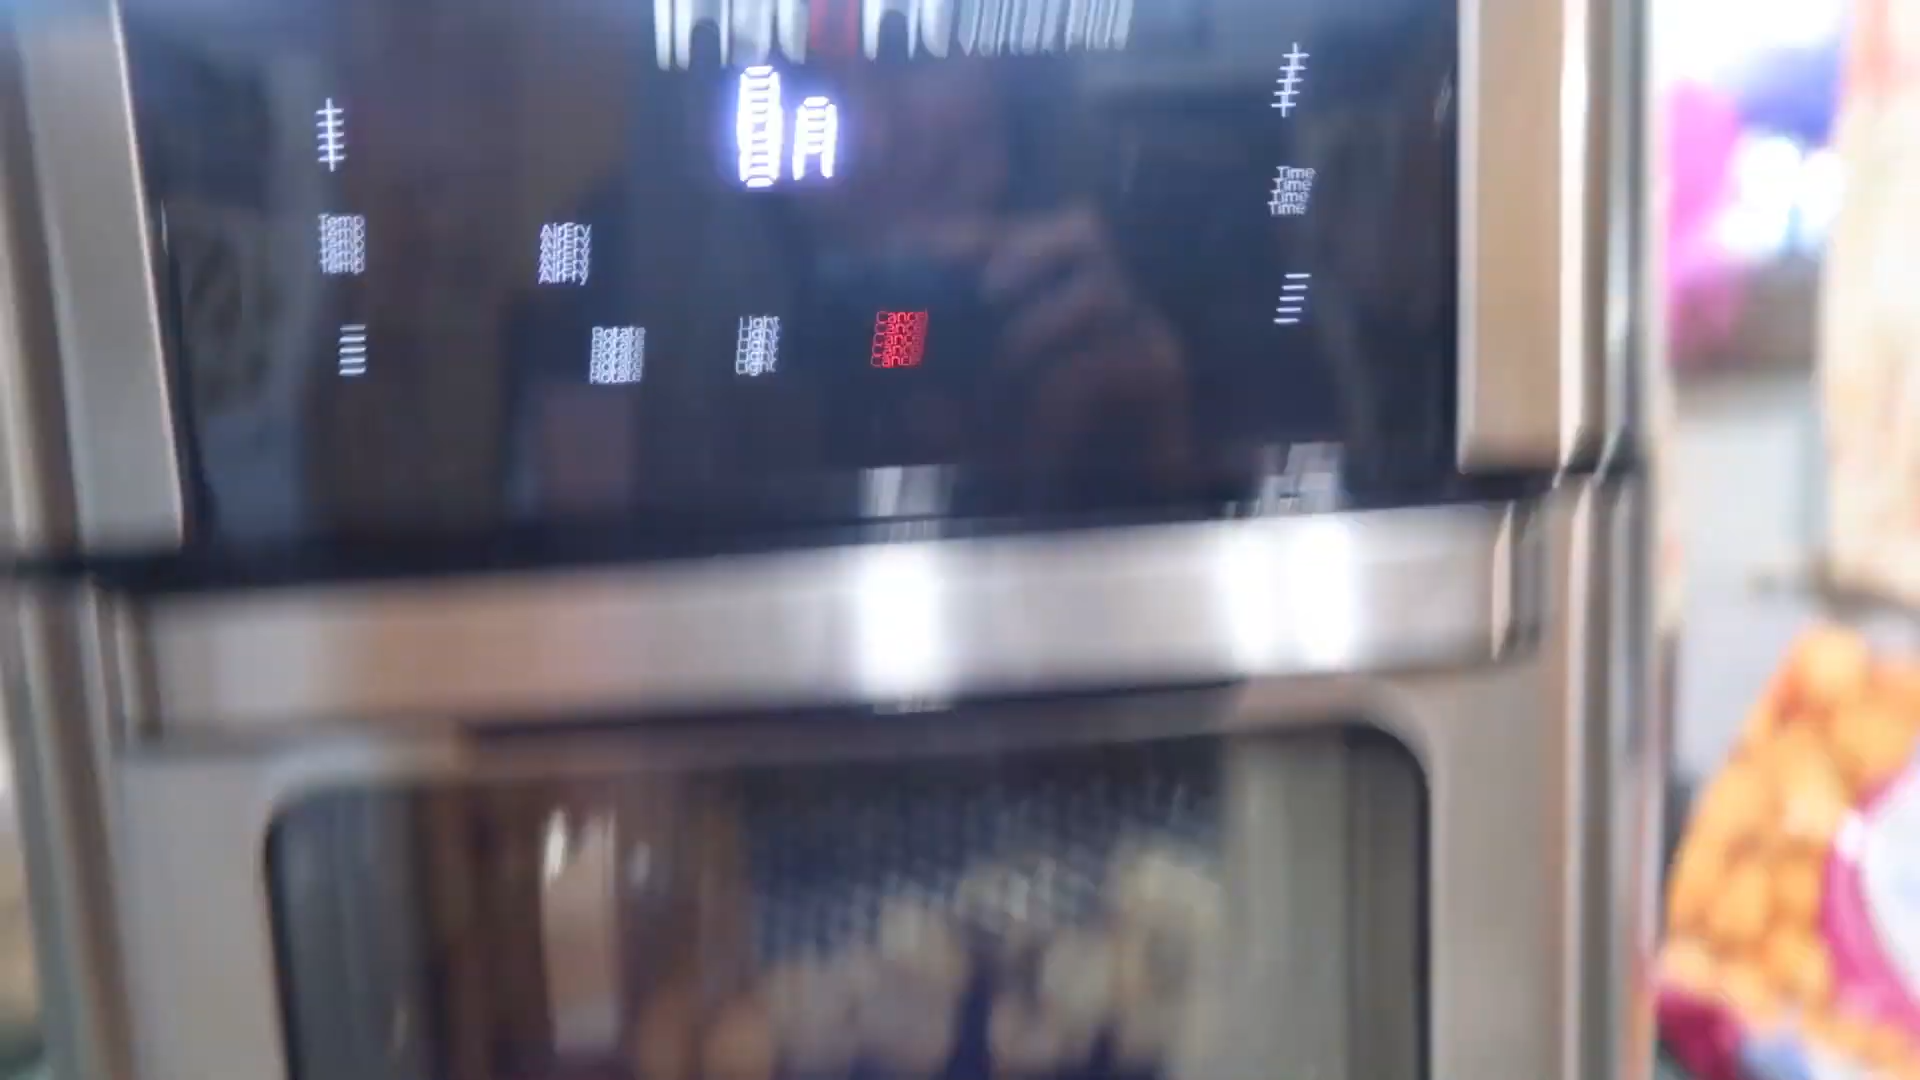 +
+
Time
Temp
AirFry
-
-
Rotate
Light
Cancel